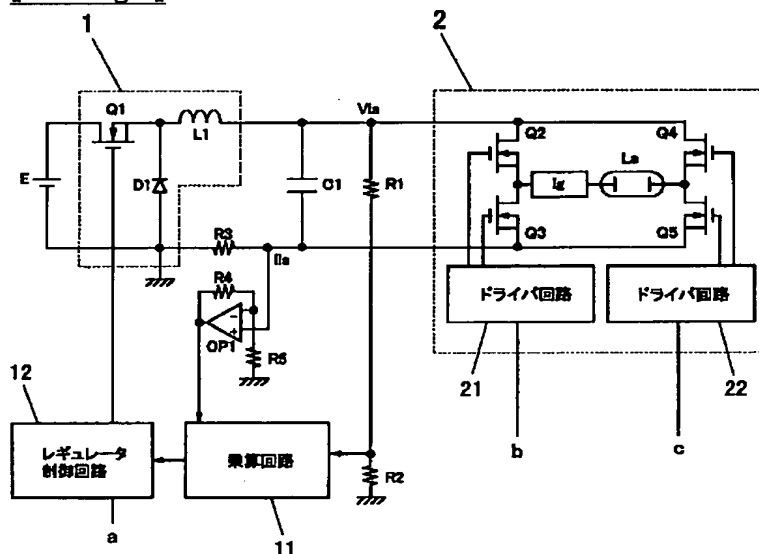 1
2
Q1
L1
D1
E
C1
Vla
R1
R3
Ila
R4
OP1
R5
R2
Q2
Q3
Q4
Q5
Ig
La
ドライバ回路
ドライバ回路
21
22
b
c
12
レギュレータ
制御回路
乗算回路
11
a